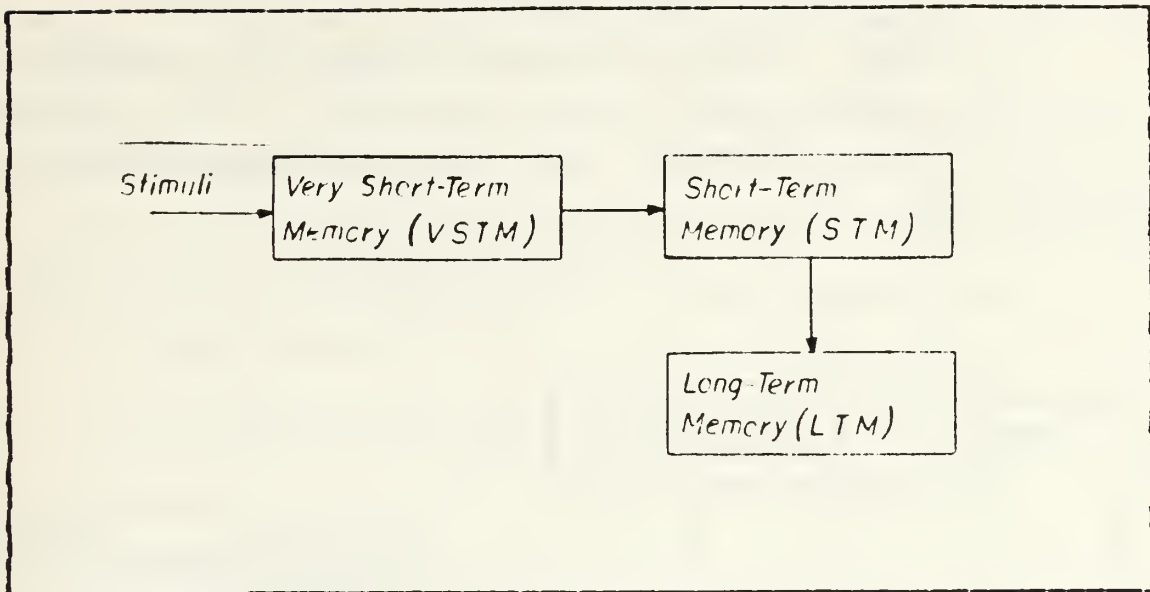 Stimuli
Very Short-Term
Memory (VSTM)
Short-Term
Memory (STM)
Long-Term
Memory (LTM)